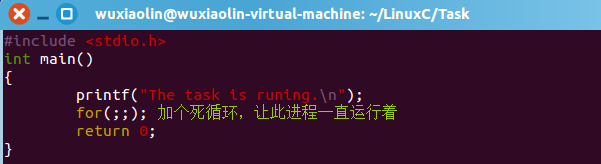 wuxiaolin@wuxiaolin-virtual-machine: ~/LinuxC/Task
#include <stdio.h>
int main()
{
        printf("The task is runing.\n");
        for(;;); 加个死循环，让此进程一直运行着
        return 0;
}